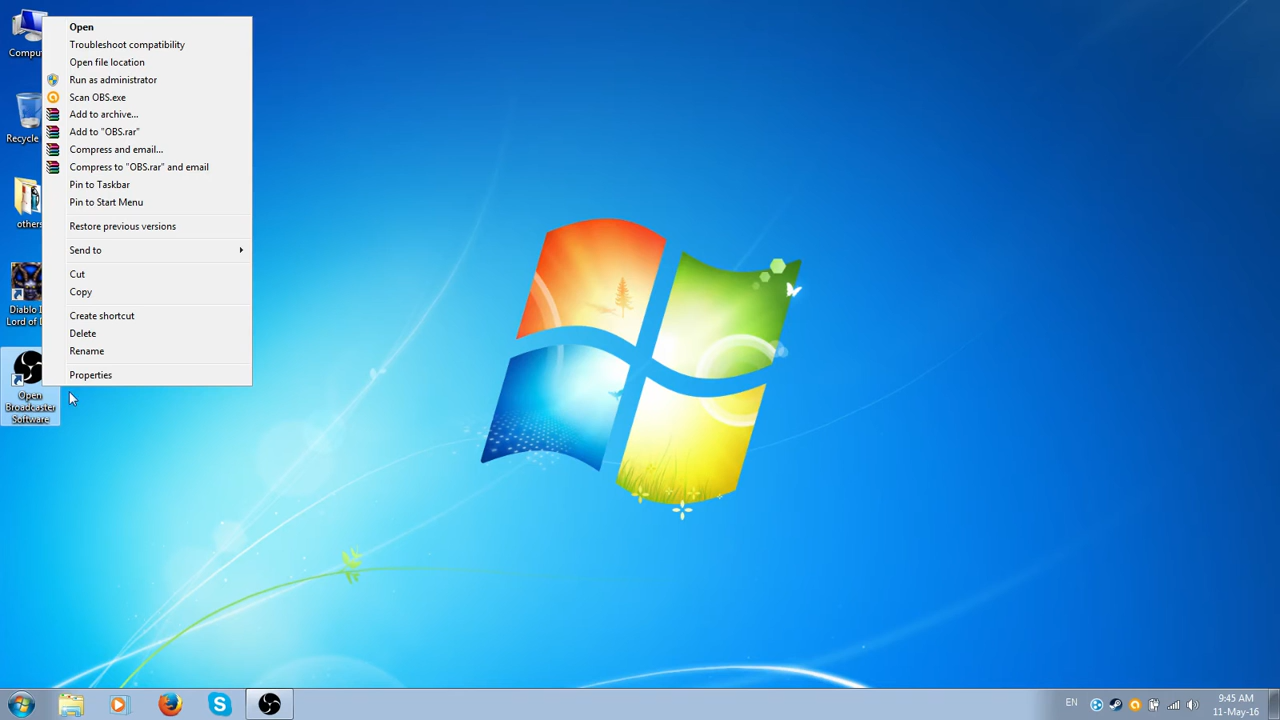 Open
Troubleshoot compatibility
Open file location
Run as administrator
Scan OBS.exe
Add to archive...
Add to "OBS.rar"
Compress and email...
Compress to "OBS.rar" and email
Pin to Taskbar
Pin to Start Menu
Restore previous versions
Send to
Cut
Copy
Create shortcut
Delete
Rename
Properties
Recycle
others
Diablo
Lord of
Open
Broadcaster
Software
EN
9:45 AM
11-May-16